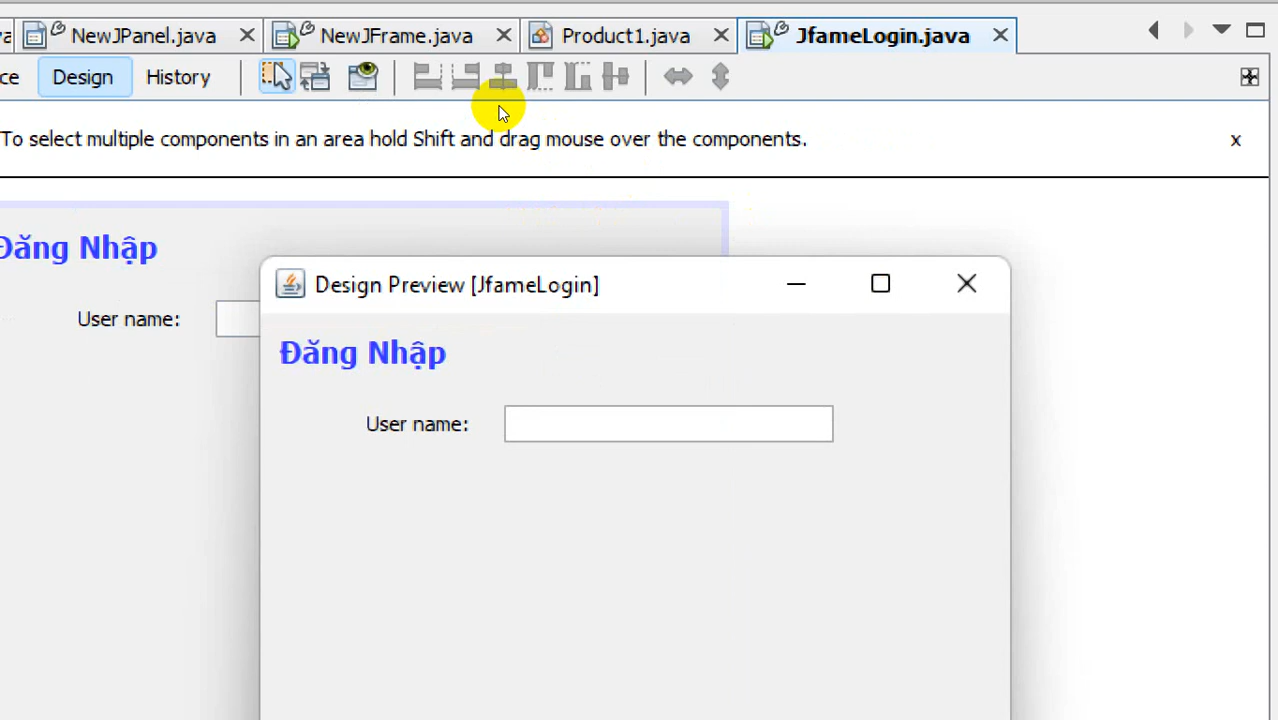 NewJPanel.java NewJFrame.java Product1.java JfameLogin.java
Design History
To select multiple components in an area hold Shift and drag mouse over the components. x
Đăng Nhập
User name:
Design Preview [JfameLogin]
Đăng Nhập
User name: